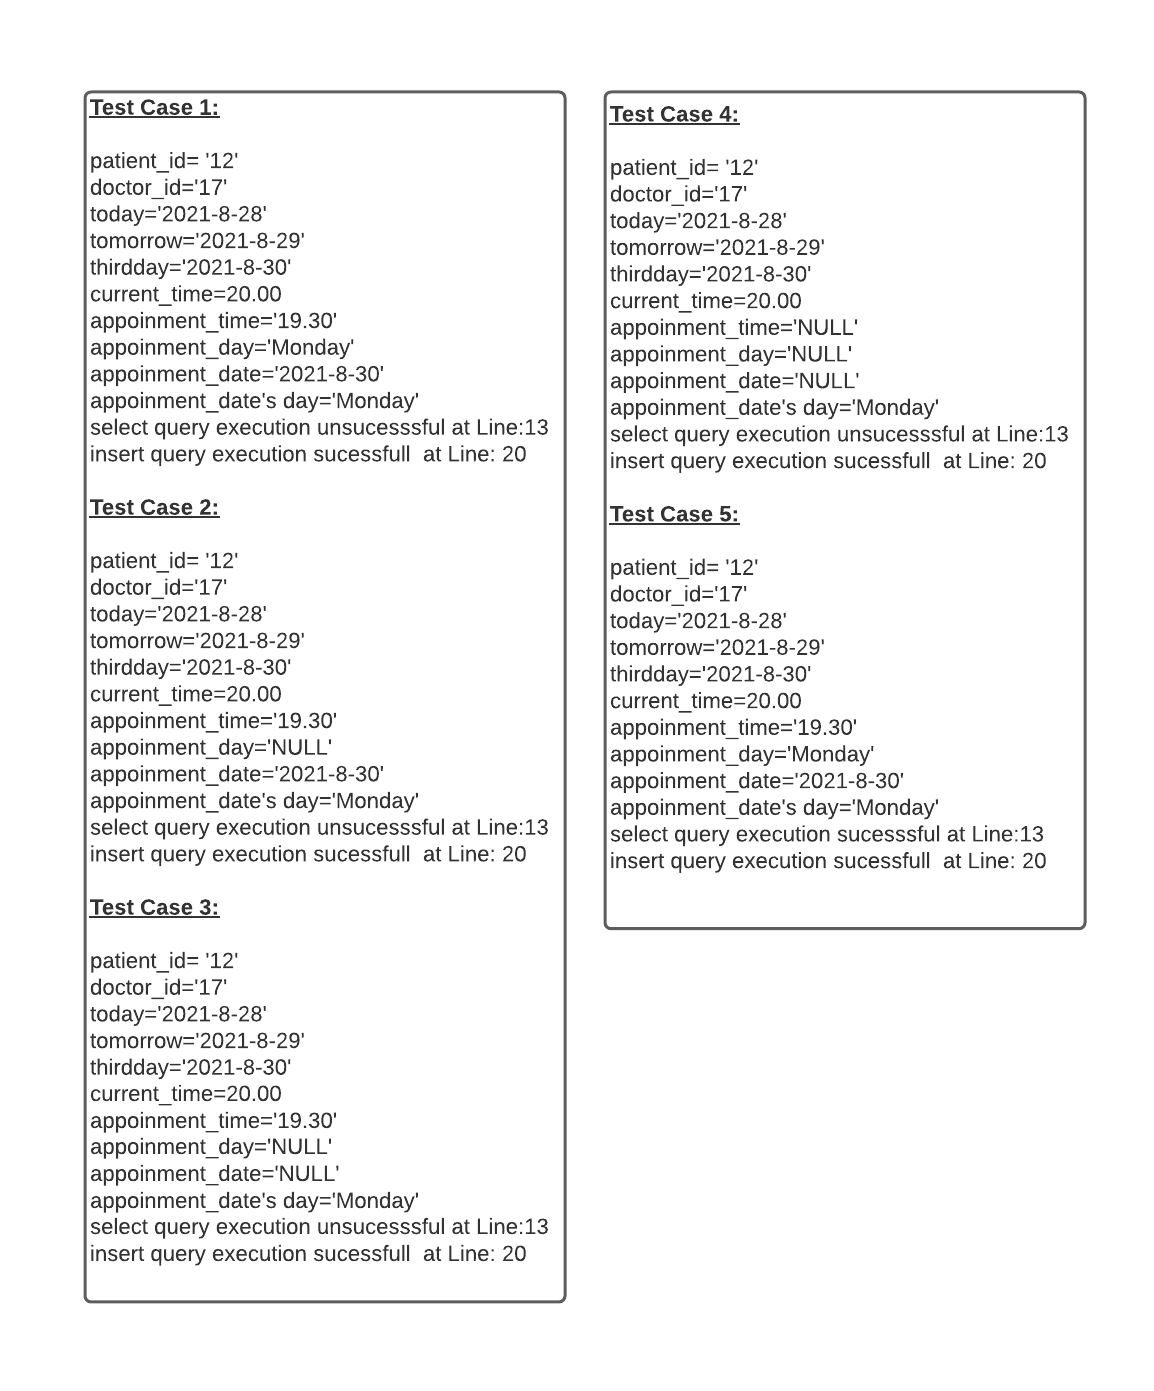 Test Case 1:
patient_id= '12'
doctor_id='17'
today='2021-8-28'
tomorrow='2021-8-29'
thirdday='2021-8-30'
current_time=20.00
appoinment_time='19.30'
appoinment_day='Monday'
appoinment_date='2021-8-30'
appoinment_date's day='Monday'
select query execution unsucesssful at Line:13
insert query execution sucessfull  at Line: 20
Test Case 2:
patient_id= '12'
doctor_id='17'
today='2021-8-28'
tomorrow='2021-8-29'
thirdday='2021-8-30'
current_time=20.00
appoinment_time='19.30'
appoinment_day='NULL'
appoinment_date='2021-8-30'
appoinment_date's day='Monday'
select query execution unsucesssful at Line:13
insert query execution sucessfull  at Line: 20
Test Case 3:
patient_id= '12'
doctor_id='17'
today='2021-8-28'
tomorrow='2021-8-29'
thirdday='2021-8-30'
current_time=20.00
appoinment_time='19.30'
appoinment_day='NULL'
appoinment_date='NULL'
appoinment_date's day='Monday'
select query execution unsucesssful at Line:13
insert query execution sucessfull  at Line: 20
Test Case 4:
patient_id= '12'
doctor_id='17'
today='2021-8-28'
tomorrow='2021-8-29'
thirdday='2021-8-30'
current_time=20.00
appoinment_time='NULL'
appoinment_day='NULL'
appoinment_date='NULL'
appoinment_date's day='Monday'
select query execution unsucesssful at Line:13
insert query execution sucessfull  at Line: 20
Test Case 5:
patient_id= '12'
doctor_id='17'
today='2021-8-28'
tomorrow='2021-8-29'
thirdday='2021-8-30'
current_time=20.00
appoinment_time='19.30'
appoinment_day='Monday'
appoinment_date='2021-8-30'
appoinment_date's day='Monday'
select query execution sucesssful at Line:13
insert query execution sucessfull  at Line: 20